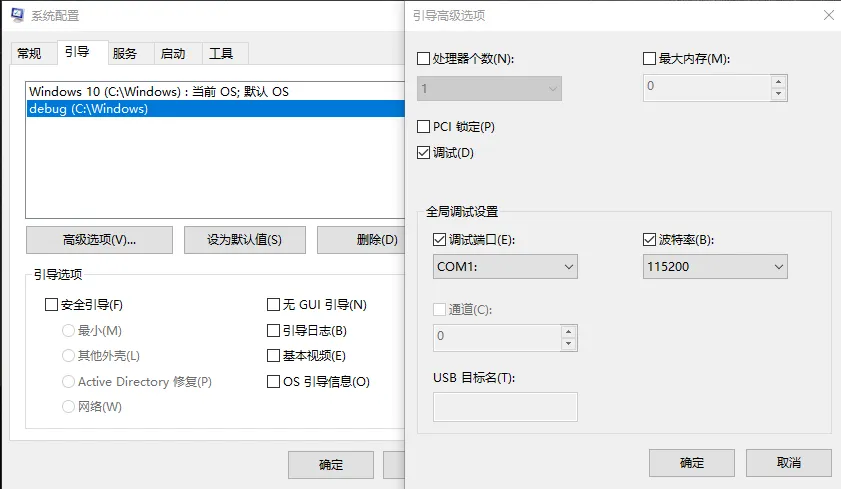 系统配置
常规
引导
服务
启动
工具
Windows 10 (C:\Windows) : 当前 OS; 默认 OS
debug (C:\Windows)
高级选项(V)...
设为默认值(S)
删除(D)
引导选项
安全引导(F)
最小(M)
其他外壳(L)
Active Directory 修复(P)
网络(W)
无 GUI 引导(N)
引导日志(B)
基本视频(E)
OS 引导信息(O)
确定
引导高级选项
处理器个数(N):
1
最大内存(M):
0
PCI 锁定(P)
调试(D)
全局调试设置
调试端口(E):
COM1:
波特率(B):
115200
通道(C):
0
USB 目标名(T):
确定
取消